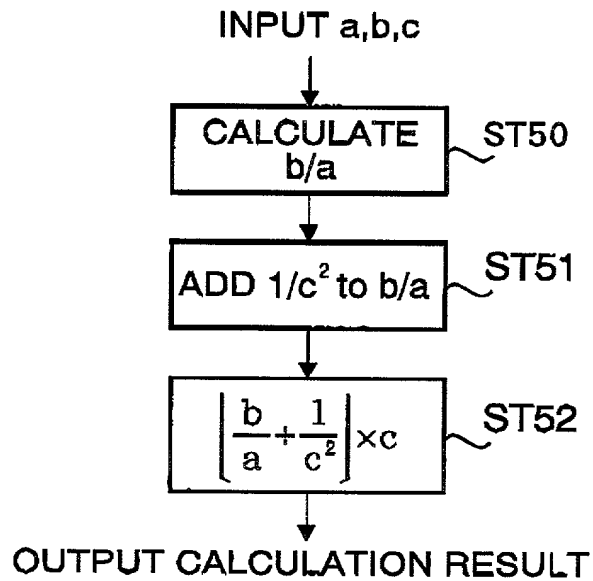 INPUT a,b,c
CALCULATE
b/a
ST50
ADD 1/c² to b/a
ST51
⌊b/a + 1/c²⌋ ×c
ST52
OUTPUT CALCULATION RESULT